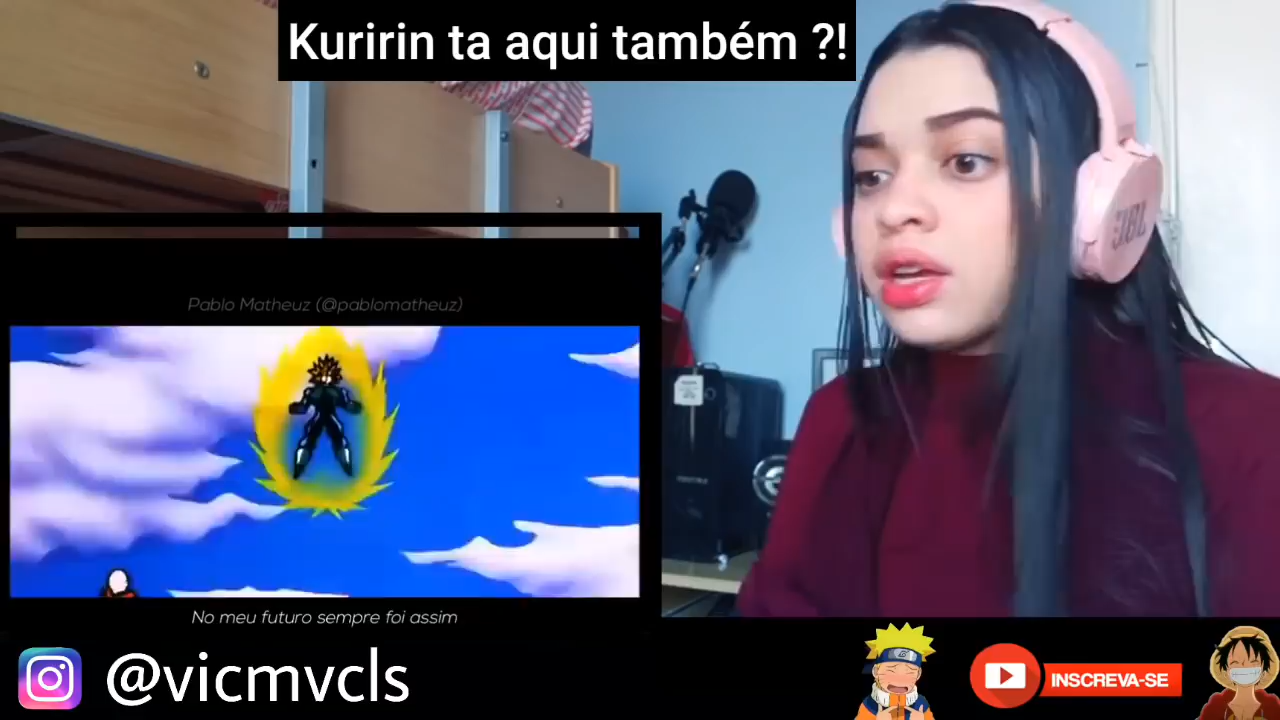 Kuririn ta aqui também ?!
JBL
Pablo Matheuz (@pablomatheuz)
No meu futuro sempre foi assim
@vicmvcls
INSCREVA-SE